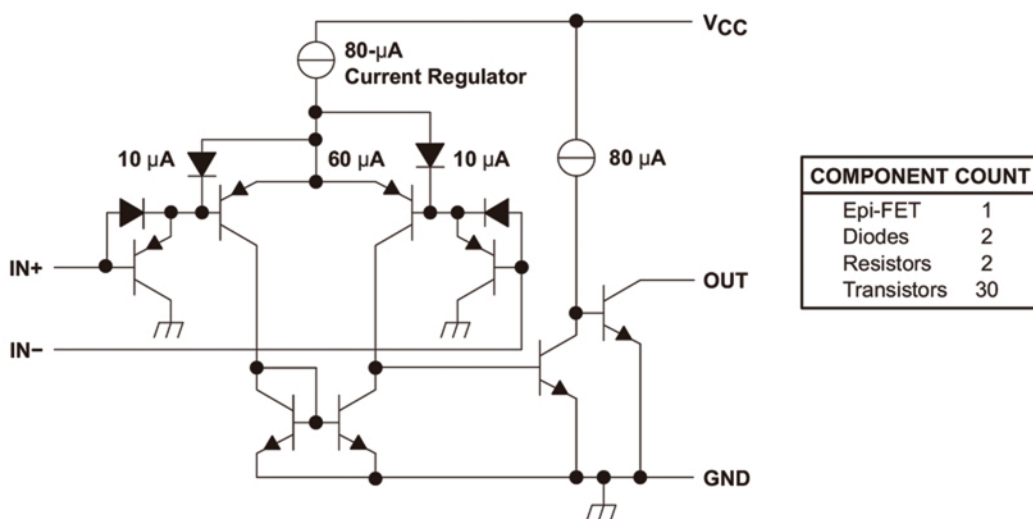 VCC
80-µA
Current Regulator
10 µA
60 µA
10 µA
80 µA
IN+
OUT
IN−
GND
COMPONENT COUNT
Epi-FET 1
Diodes 2
Resistors 2
Transistors 30